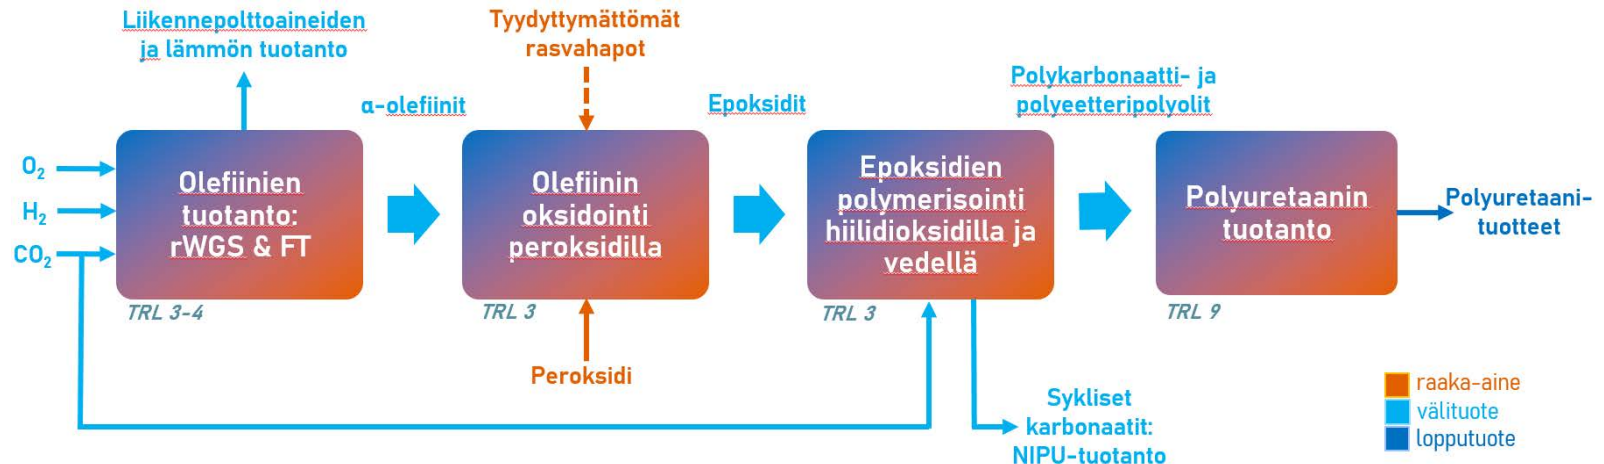 Liikennepolttoaineiden
ja lämmön tuotanto
Tyydyttymättömät
rasvahapot
α-olefiinit
Epoksidit
Polykarbonaatti- ja
polyeetteripolyolit
O₂
H₂
CO₂
Olefiinien
tuotanto:
rWGS & FT
TRL 3-4
Olefiinin
oksidointi
peroksidilla
TRL 3
Peroksidi
Epoksidien
polymerisointi
hiilidioksidilla ja
vedellä
TRL 3
Sykliset
karbonaatit:
NIPU-tuotanto
Polyuretaanin
tuotanto
TRL 9
Polyuretaani-
tuotteet
raaka-aine
välituote
lopputuote